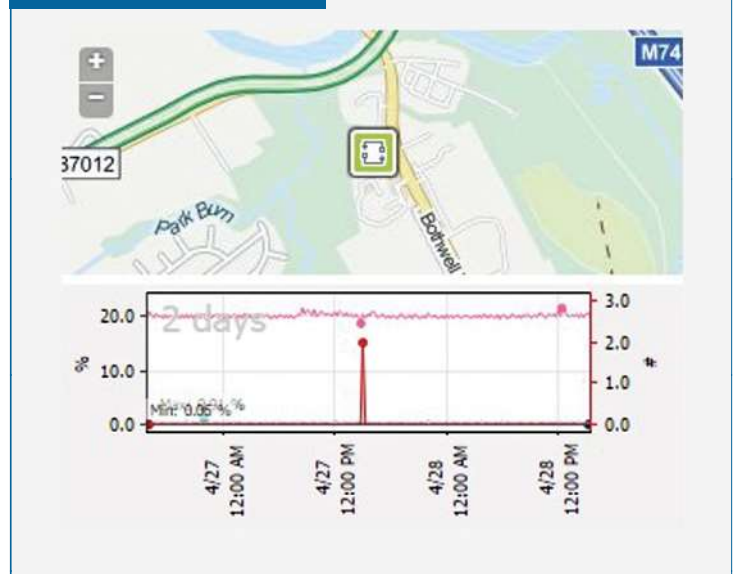 +
M74
−
37012
Park Burn
Bothwell
2 days
20.0
10.0
0.0
%
3.0
2.0
1.0
0.0
#
Min: 0.06 %
4/27
12:00 AM
4/27
12:00 PM
4/28
12:00 AM
4/28
12:00 PM